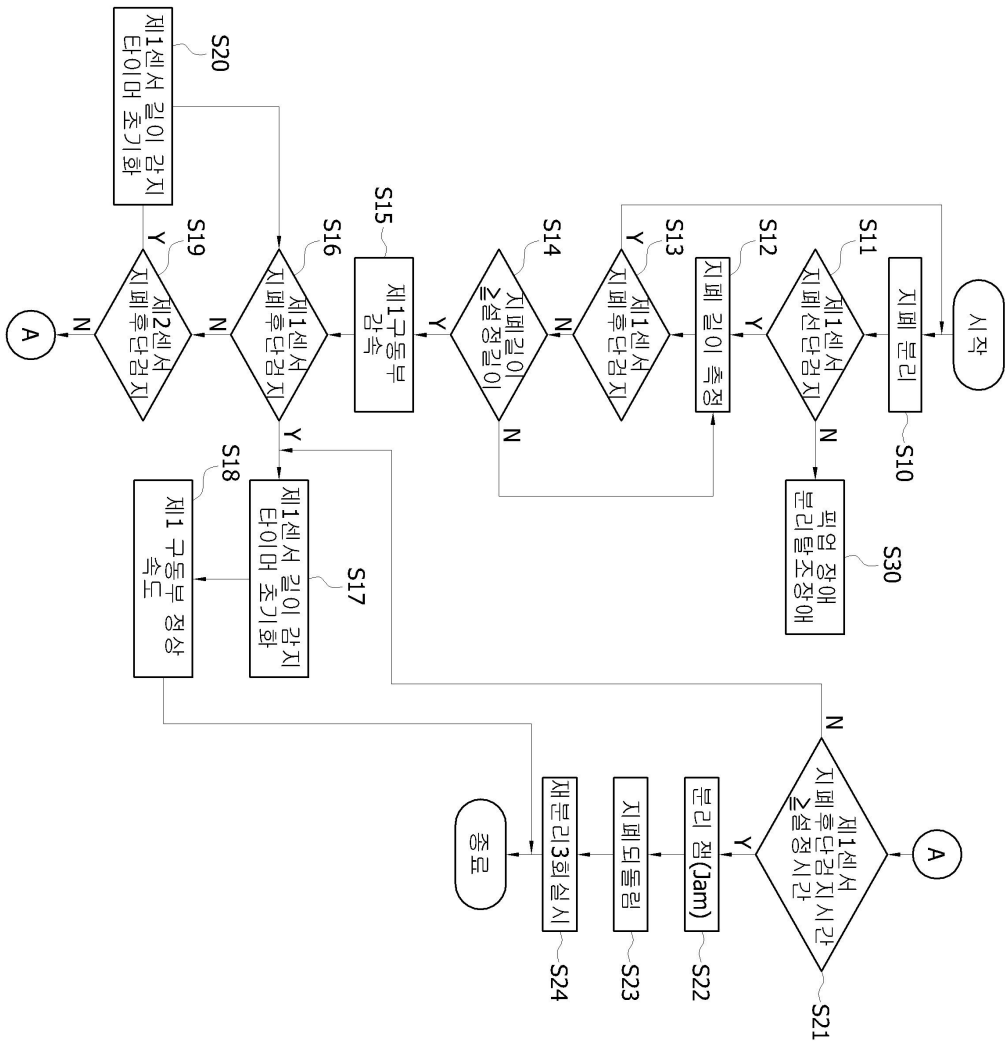 시작
지폐 분리
S10
제1센서
지폐선단검지
S11
Y
N
픽업 장애
분리탈조장애
S30
지폐 길이 측정
S12
제1센서
지폐후단검지
S13
Y
N
지폐길이
≧설정길이
S14
Y
N
제1구동부
감속
S15
제1센서
지폐후단검지
S16
N
Y
제1센서 길이 감지
타이머 초기화
S17
제1 구동부 정상
속도
S18
제2센서
지폐후단검지
S19
Y
N
제1센서 길이 감지
타이머 초기화
S20
A
A
제1센서
지폐후단검지시간
≧설정시간
S21
N
Y
분리 잼(Jam)
S22
지폐되돌림
S23
재분리3회실시
S24
종료